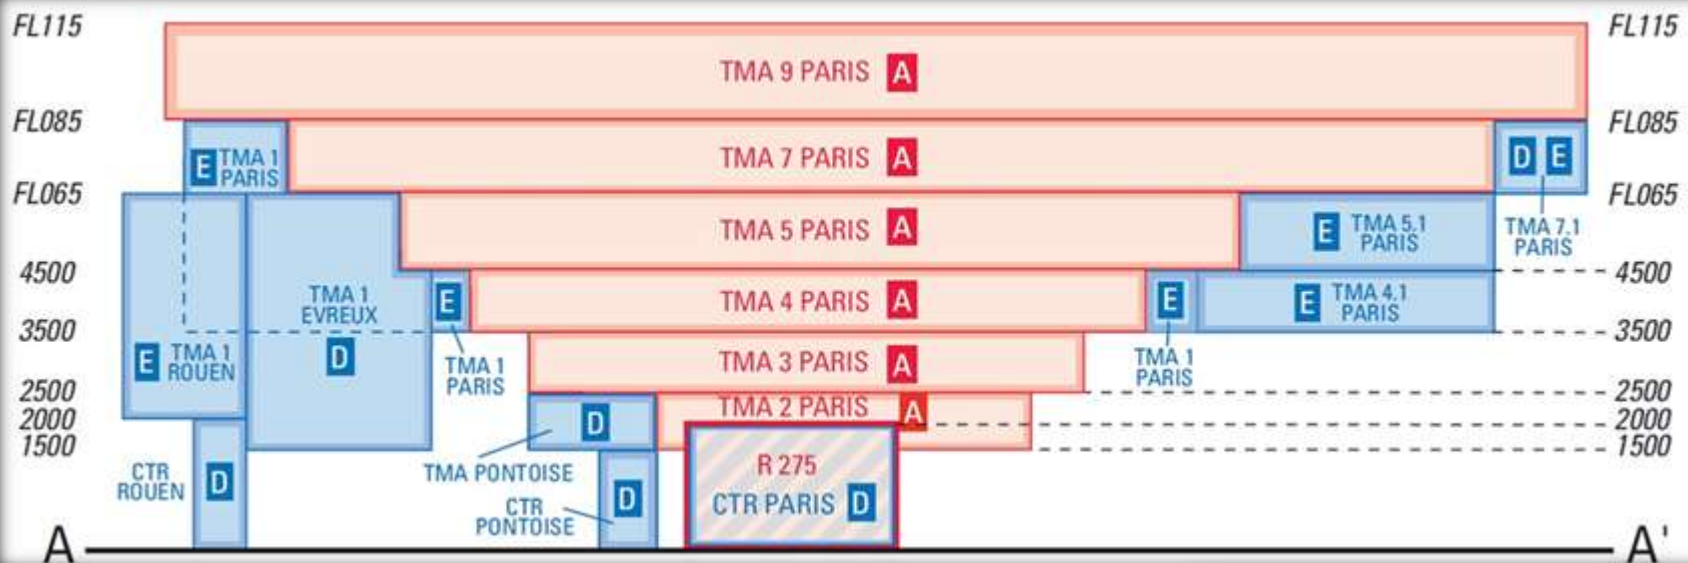 FL115
FL115
TMA 9 PARIS A
FL085
FL085
E TMA 1
PARIS
TMA 7 PARIS A
D E
FL065
FL065
TMA 5 PARIS A
E TMA 5.1
PARIS
TMA 7.1
PARIS
4500
4500
TMA 1
EVREUX
D
E
TMA 1
PARIS
TMA 4 PARIS A
E
TMA 1
PARIS
E TMA 4.1
PARIS
3500
3500
E TMA 1
ROUEN
TMA 3 PARIS A
2500
2500
TMA 2 PARIS A
2000
2000
D
TMA PONTOISE
1500
1500
CTR
ROUEN
D
CTR
PONTOISE
D
R 275
CTR PARIS D
A
A'